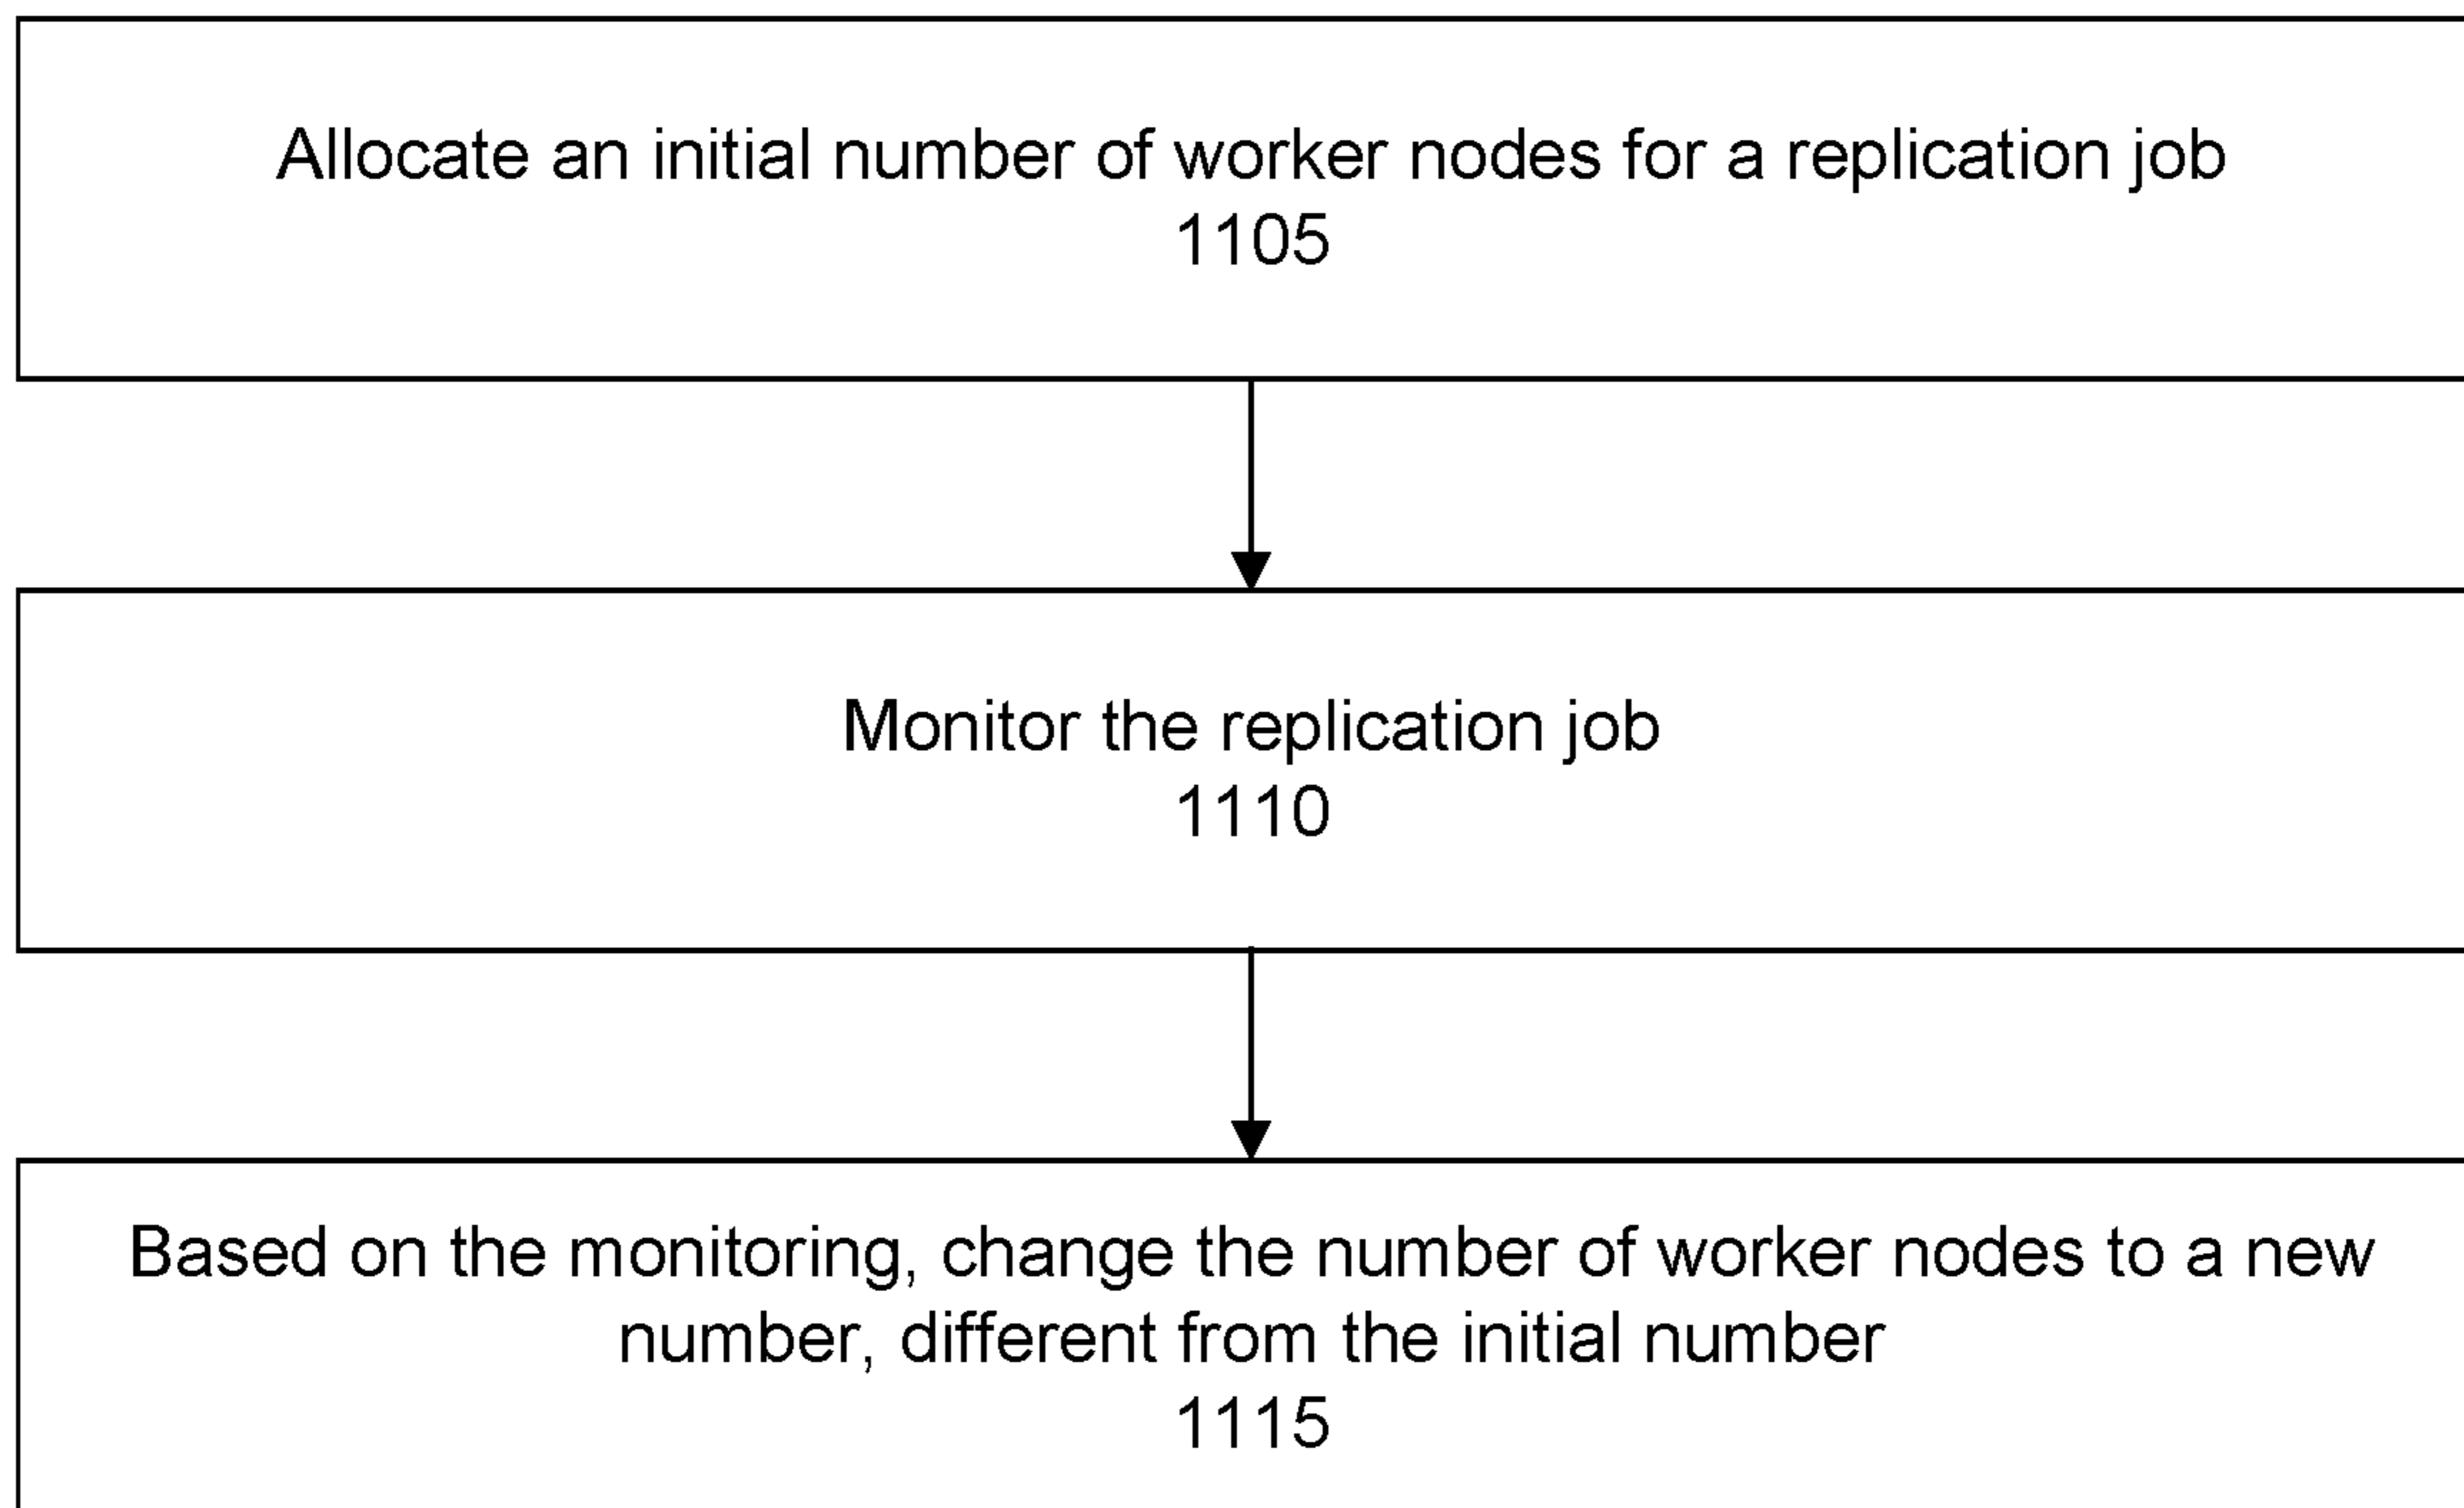 Allocate an initial number of worker nodes for a replication job
1105
Monitor the replication job
1110
Based on the monitoring, change the number of worker nodes to a new
number, different from the initial number
1115